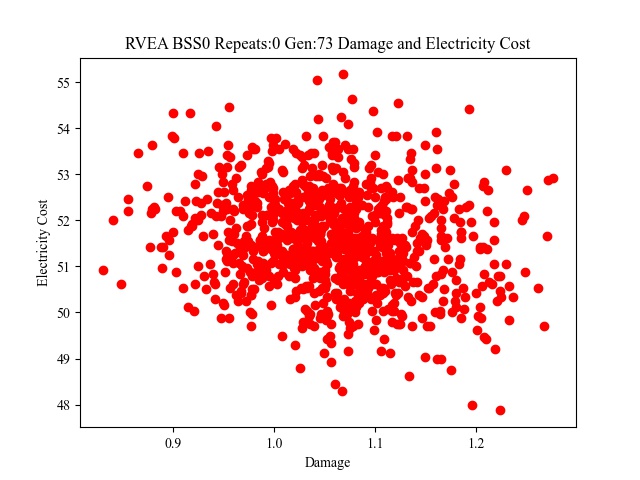 RVEA BSS0 Repeats:0 Gen:73 Damage and Electricity Cost
55
54
53
52
51
50
49
48
Electricity Cost
0.9 1.0 1.1 1.2
Damage